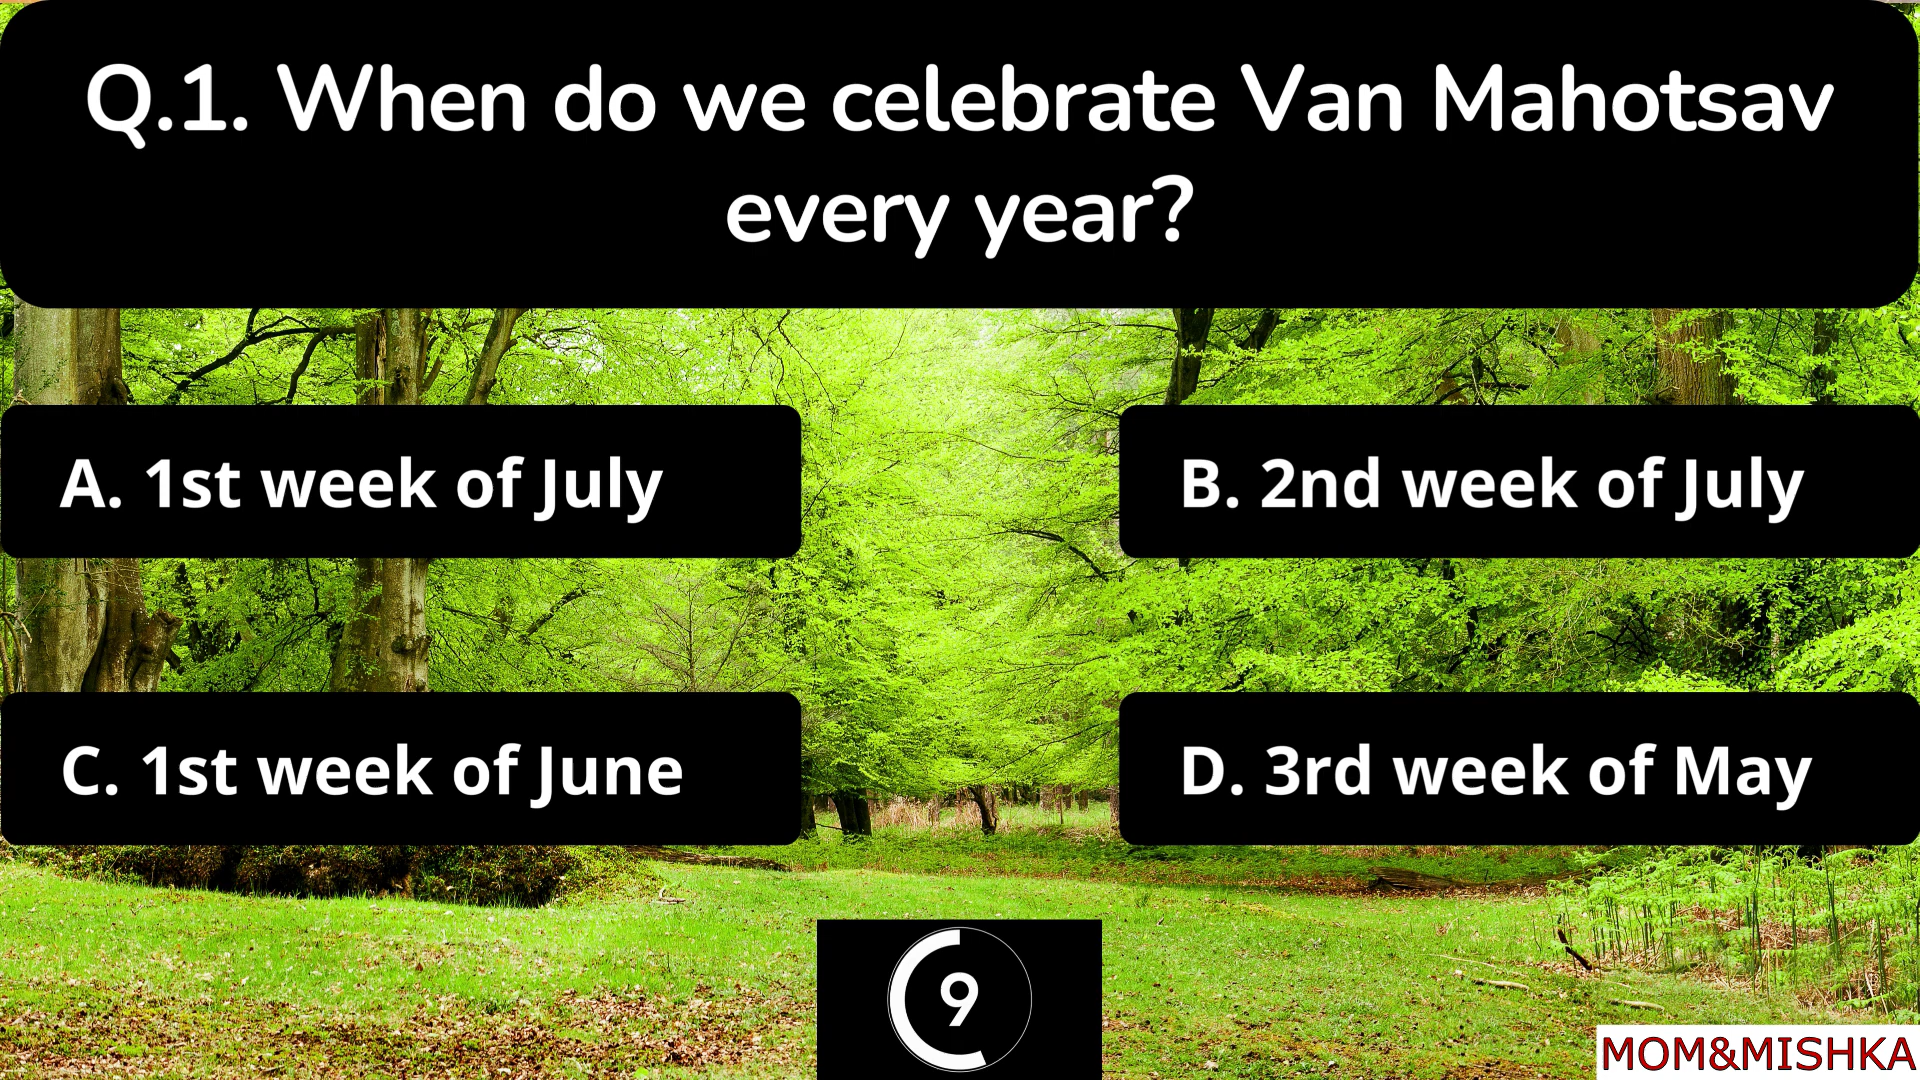 Q.1. When do we celebrate Van Mahotsav
every year?
A. 1st week of July
B. 2nd week of July
C. 1st week of June
D. 3rd week of May
9
MOM&MISHKA